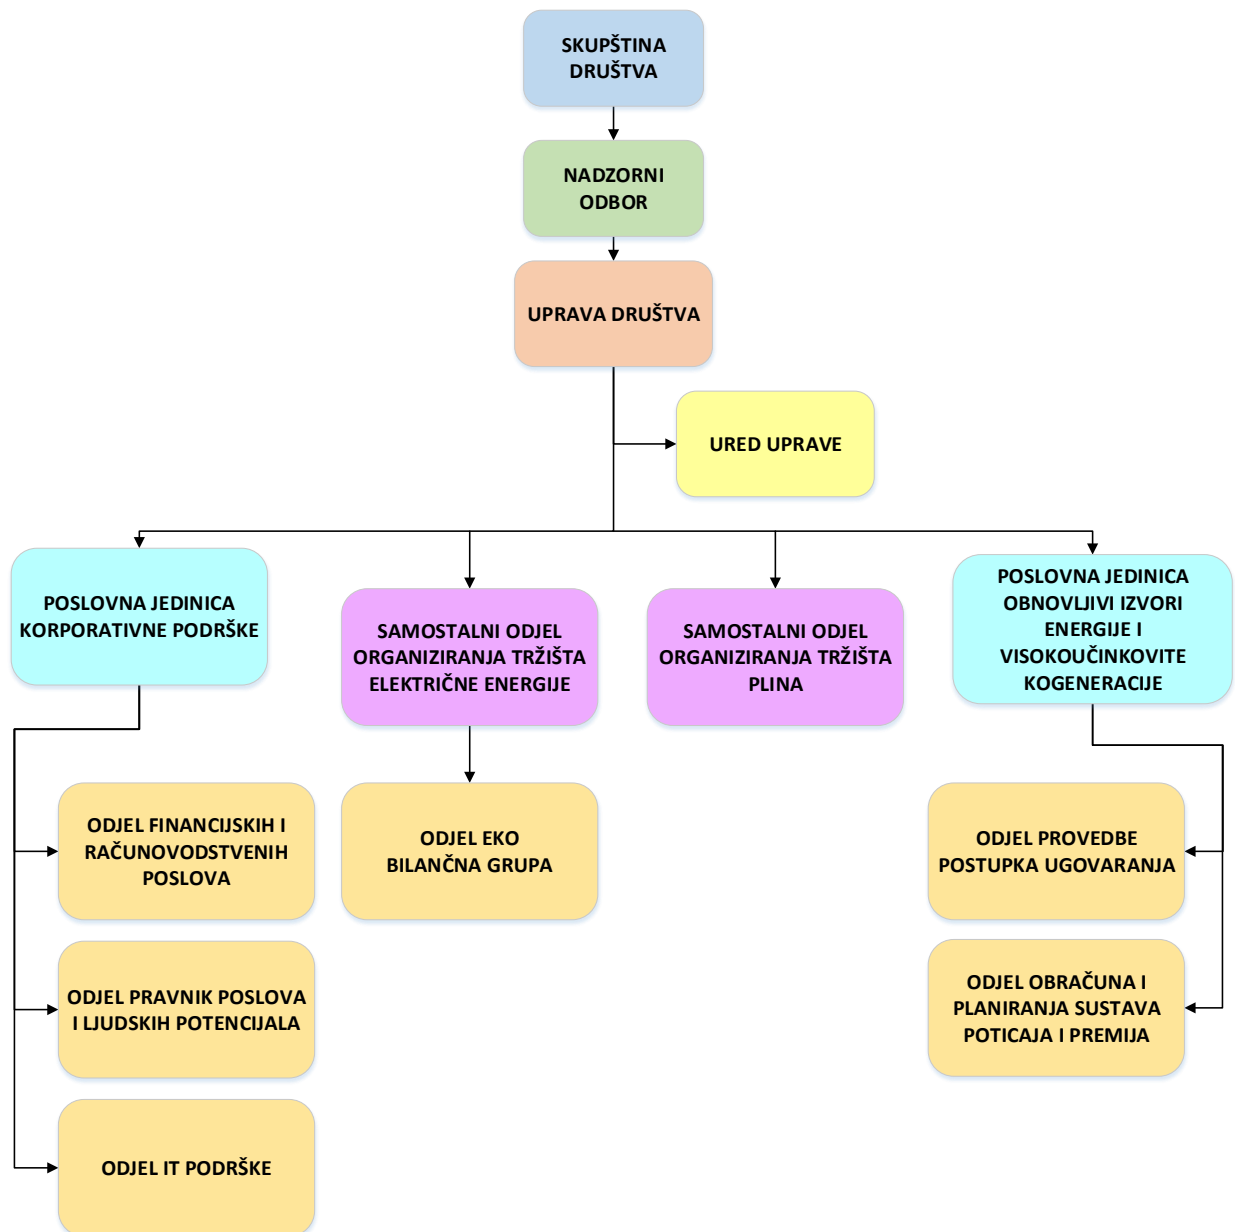 SKUPŠTINA
DRUŠTVA
NADZORNI
ODBOR
UPRAVA DRUŠTVA
URED UPRAVE
POSLOVNA JEDINICA
KORPORATIVNE PODRŠKE
SAMOSTALNI ODJEL
ORGANIZIRANJA TRŽIŠTA
ELEKTRIČNE ENERGIJE
SAMOSTALNI ODJEL
ORGANIZIRANJA TRŽIŠTA
PLINA
POSLOVNA JEDINICA
OBNOVLJIVI IZVORI
ENERGIJE I
VISOKOUČINKOVITE
KOGENERACIJE
ODJEL FINANCIJSKIH I
RAČUNOVODSTVENIH
POSLOVA
ODJEL EKO
BILANČNA GRUPA
ODJEL PROVEDBE
POSTUPKA UGOVARANJA
ODJEL PRAVNIK POSLOVA
I LJUDSKIH POTENCIJALA
ODJEL OBRAČUNA I
PLANIRANJA SUSTAVA
POTICAJA I PREMIJA
ODJEL IT PODRŠKE